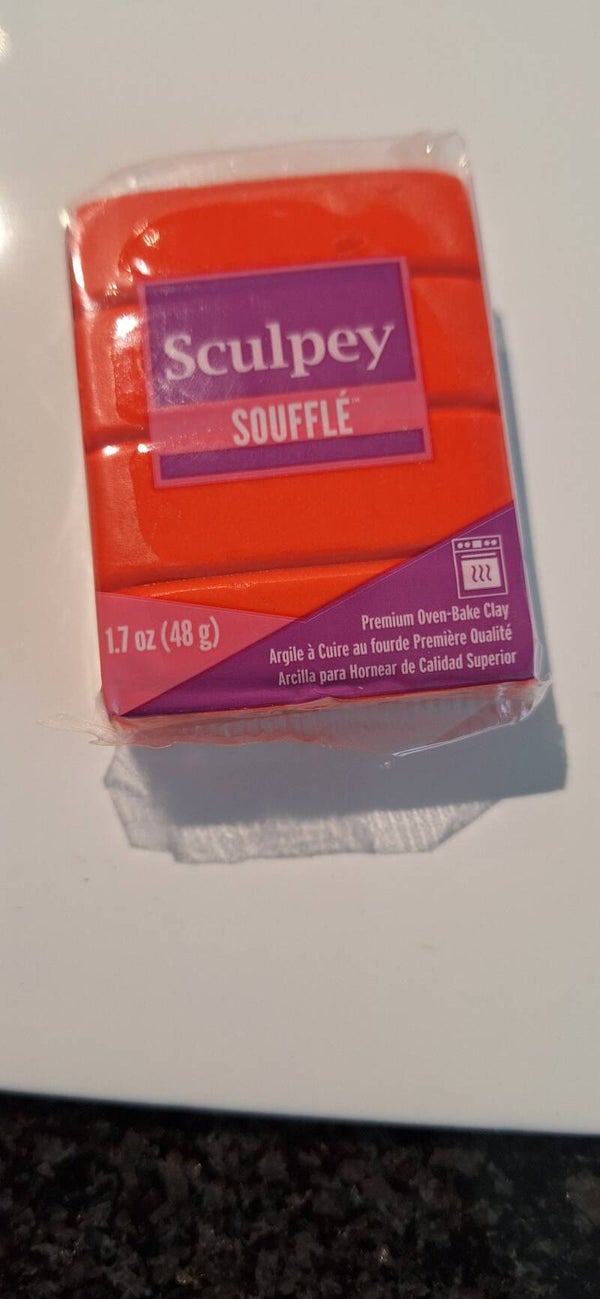 Sculpey
SOUFFLÉ™
1.7 oz (48 g)
Premium Oven-Bake Clay
Argile à Cuire au fourde Première Qualité
Arcilla para Hornear de Calidad Superior